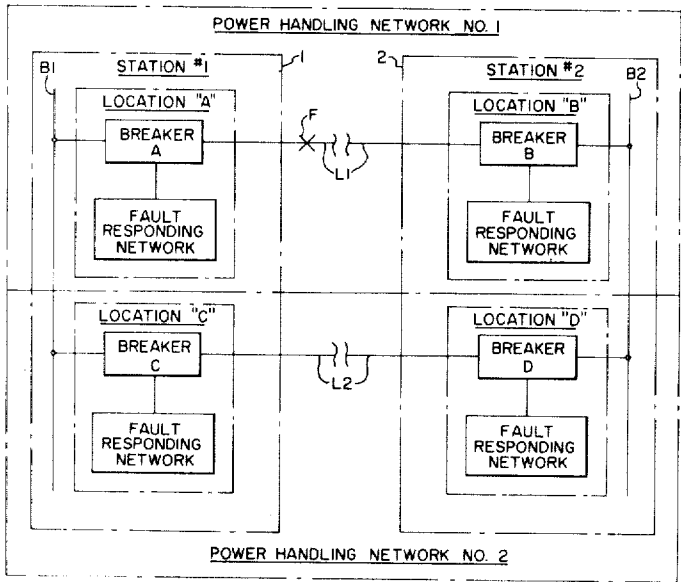 POWER HANDLING NETWORK NO. 1
B1
STATION #1
1
2
STATION #2
B2
LOCATION "A"
BREAKER
A
FAULT
RESPONDING
NETWORK
F
L1
LOCATION "B"
BREAKER
B
FAULT
RESPONDING
NETWORK
LOCATION "C"
BREAKER
C
FAULT
RESPONDING
NETWORK
L2
LOCATION "D"
BREAKER
D
FAULT
RESPONDING
NETWORK
POWER HANDLING NETWORK NO. 2